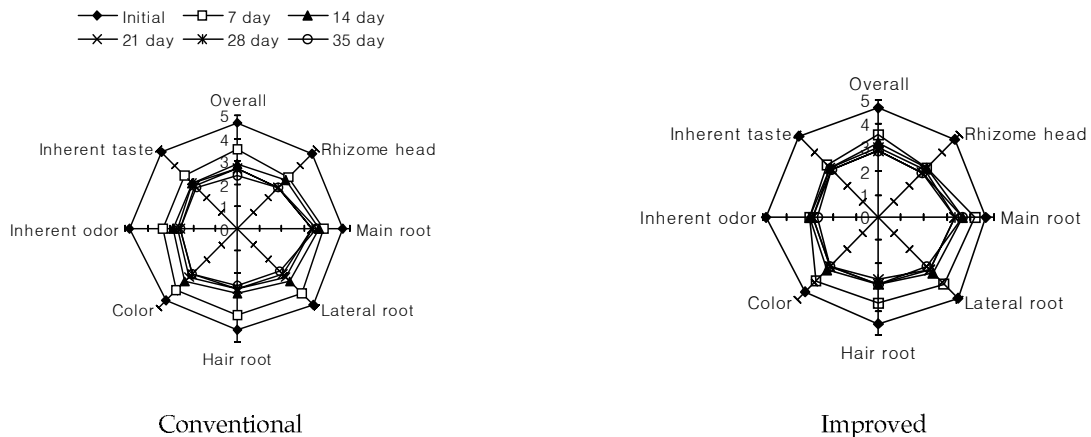 Initial 7 day 14 day
21 day 28 day 35 day
Overall
5
4
3
2
1
0
Rhizome head
Main root
Lateral root
Hair root
Color
Inherent odor
Inherent taste
Conventional
Overall
5
4
3
2
1
0
Rhizome head
Main root
Lateral root
Hair root
Color
Inherent odor
Inherent taste
Improved